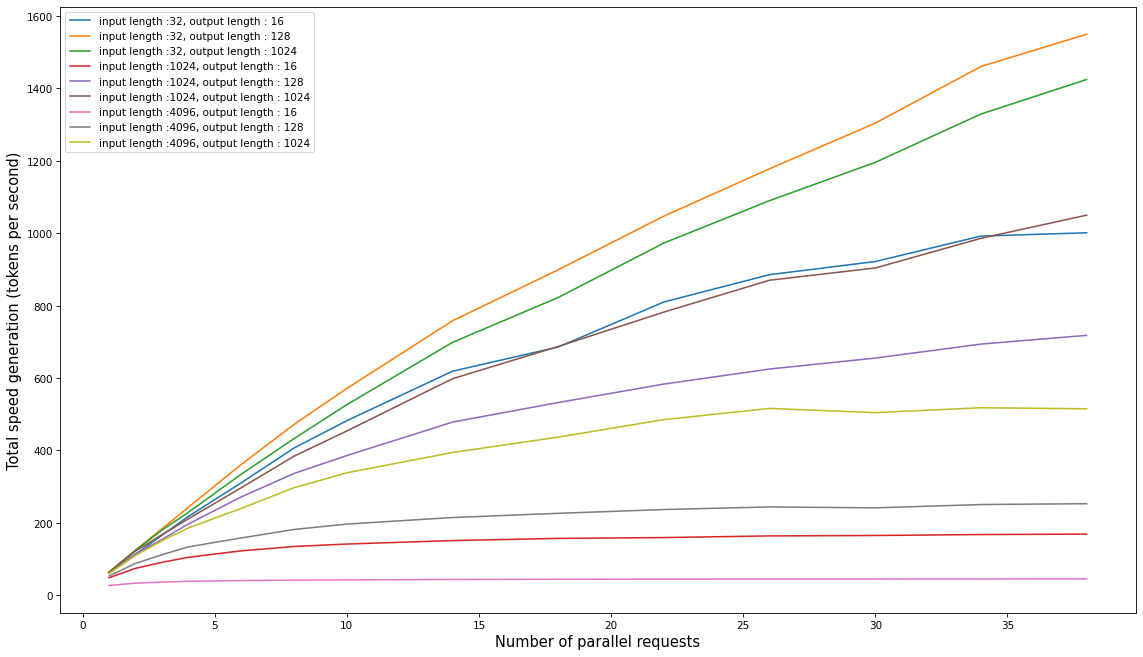 input length :32, output length : 16
input length :32, output length : 128
input length :32, output length : 1024
input length :1024, output length : 16
input length :1024, output length : 128
input length :1024, output length : 1024
input length :4096, output length : 16
input length :4096, output length : 128
input length :4096, output length : 1024
Total speed generation (tokens per second)
1600
1400
1200
1000
800
600
400
200
0
0 5 10 15 20 25 30 35
Number of parallel requests